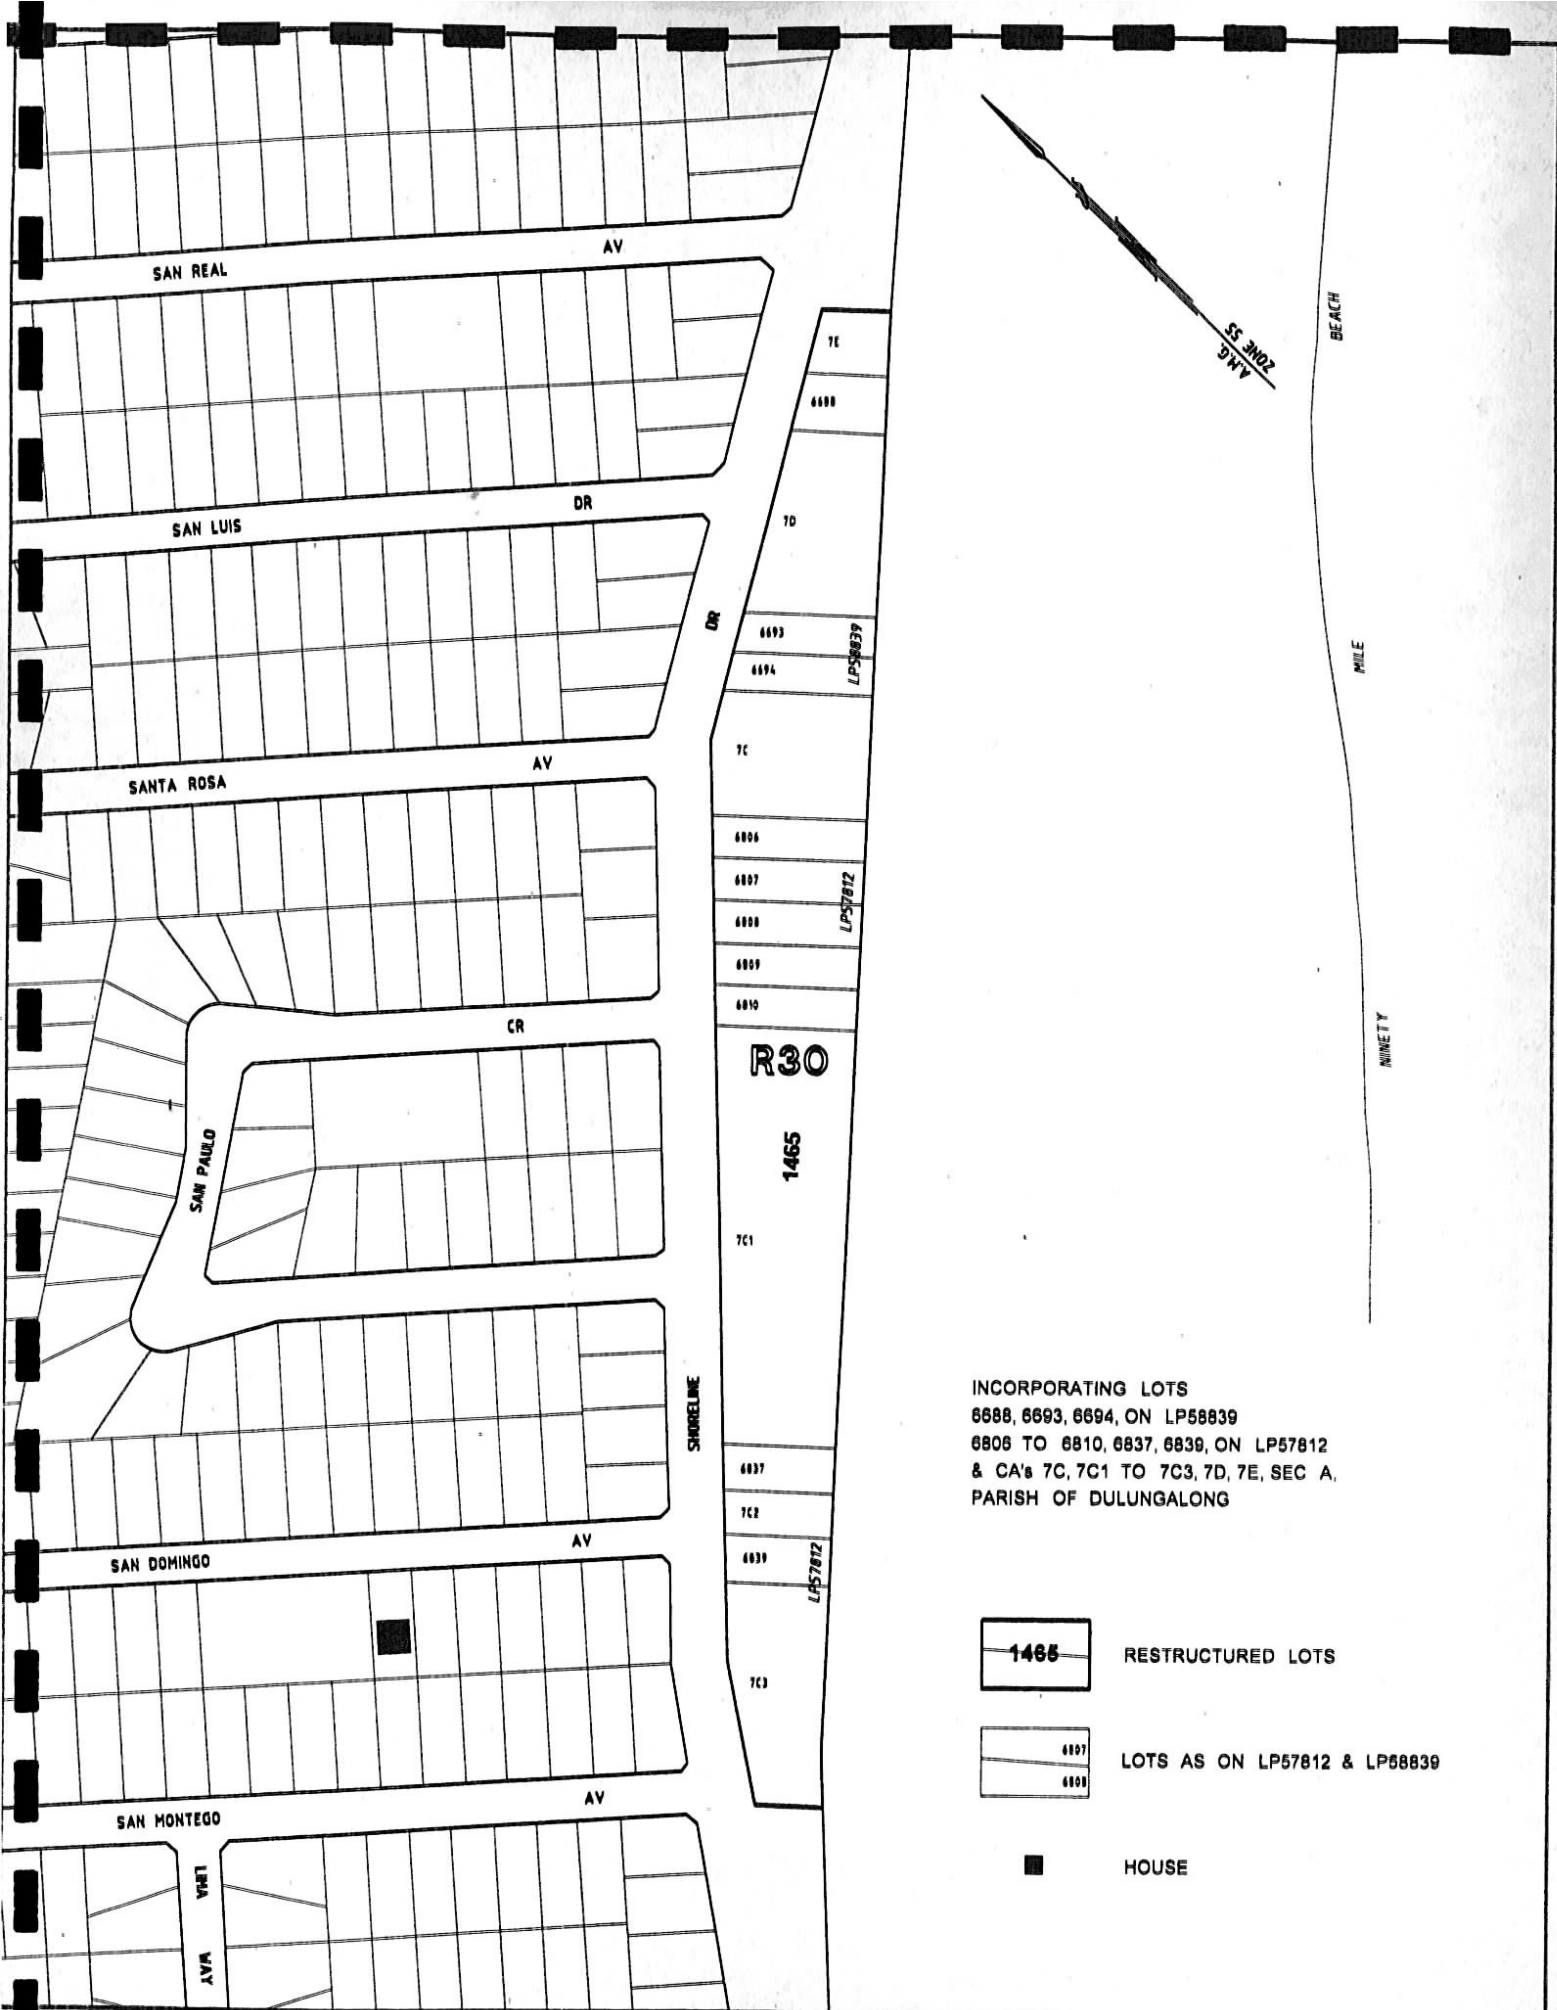 SAN REAL AV
7E
6688
A.M.G.
ZONE 55
BEACH
SAN LUIS DR
7D
6693
6694
LP58839
DR
MILE
SANTA ROSA AV
7C
6806
6807
6808
6809
6810
LP57812
CR
R30
NINETY
SAN PAULO
1465
7C1
SHORELINE
INCORPORATING LOTS
6688, 6693, 6694, ON LP58839
6806 TO 6810, 6837, 6839, ON LP57812
& CA's 7C, 7C1 TO 7C3, 7D, 7E, SEC A,
PARISH OF DULUNGALONG
6837
7C2
6839
LP57812
SAN DOMINGO AV
1465 RESTRUCTURED LOTS
7C3
6807
6808
LOTS AS ON LP57812 & LP58839
SAN MONTEGO AV
HOUSE
LIMA WAY